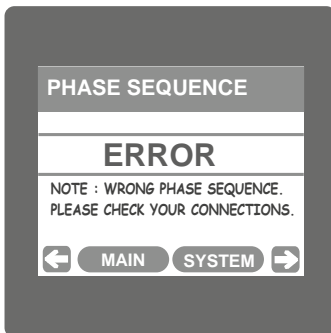 PHASE SEQUENCE
ERROR
NOTE : WRONG PHASE SEQUENCE.
PLEASE CHECK YOUR CONNECTIONS.
MAIN SYSTEM